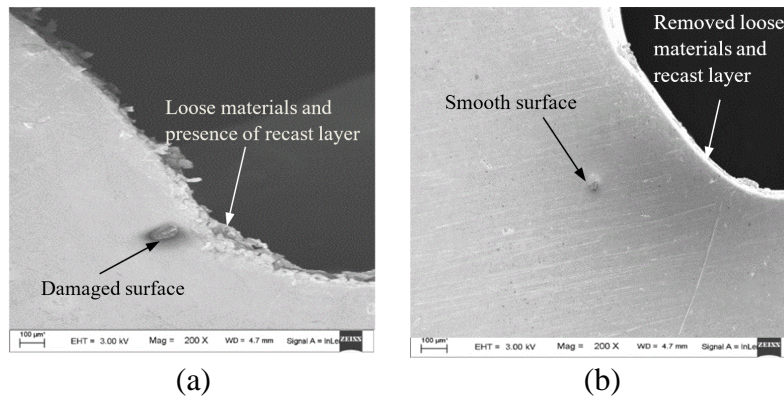 Loose materials and
presence of recast layer
Damaged surface
100 µm
EHT = 3.00 kV Mag = 200 X WD = 4.7 mm Signal A = InLe
ZEISS
(a)
Removed loose
materials and
recast layer
Smooth surface
100 µm
EHT = 3.00 kV Mag = 200 X WD = 4.7 mm Signal A = InLe
ZEISS
(b)